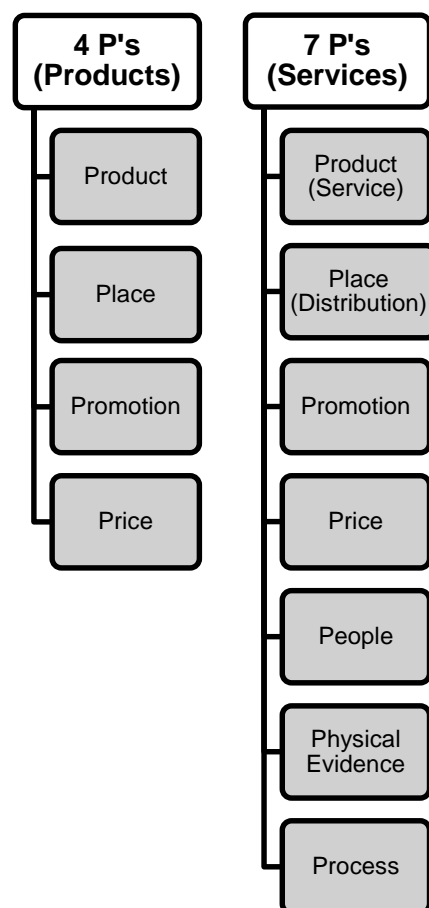 4 P's
(Products)
Product
Place
Promotion
Price
7 P's
(Services)
Product
(Service)
Place
(Distribution)
Promotion
Price
People
Physical
Evidence
Process